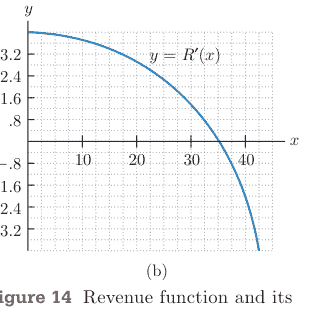 y
3.2
y = R′(x)
2.4
1.6
.8
x
10 20 30 40
−.8
1.6
2.4
3.2
(b)
igure 14 Revenue function and its